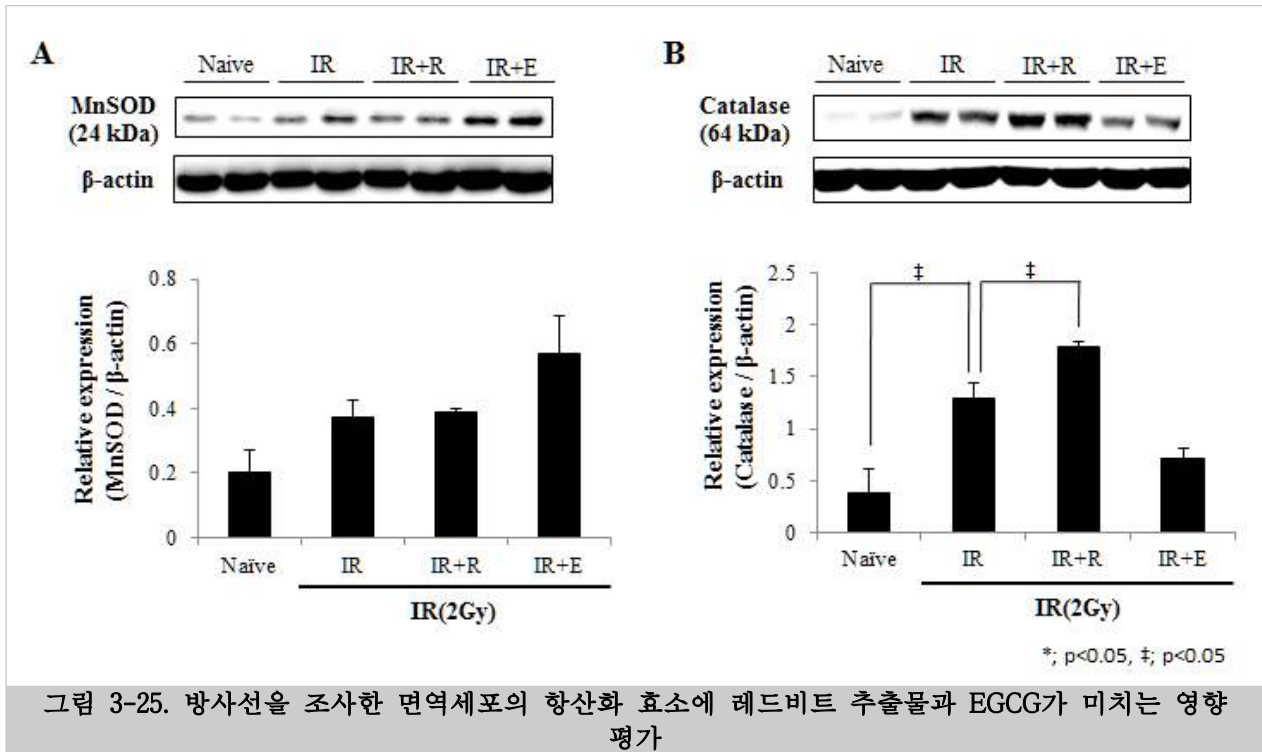 A
Naive IR IR+R IR+E
MnSOD
(24 kDa)
β-actin
Relative expression
(MnSOD / β-actin)
0.8
0.6
0.4
0.2
0
Naïve IR IR+R IR+E
IR(2Gy)
B
Naive IR IR+R IR+E
Catalase
(64 kDa)
β-actin
Relative expression
(Catalase / β-actin)
2.5
2
1.5
1
0.5
0
‡ ‡
Naïve IR IR+R IR+E
IR(2Gy)
*; p<0.05, ‡; p<0.05
그림 3-25. 방사선을 조사한 면역세포의 항산화 효소에 레드비트 추출물과 EGCG가 미치는 영향
평가